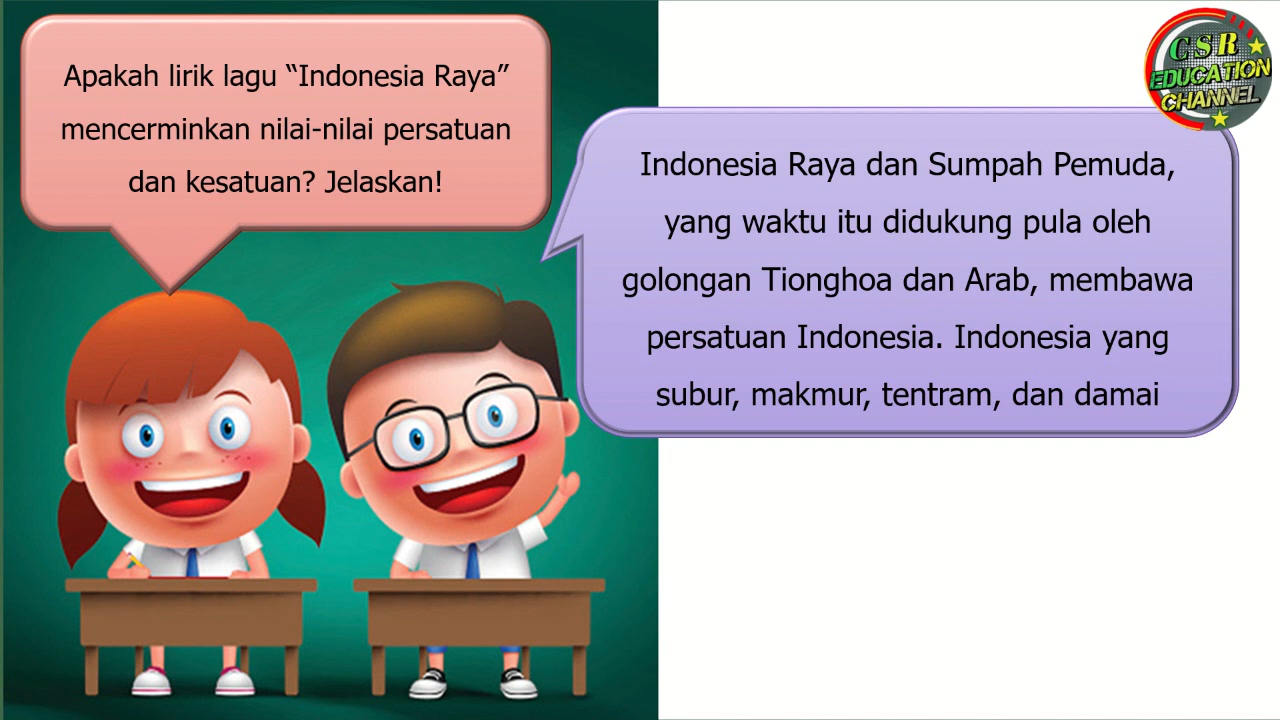 Apakah lirik lagu “Indonesia Raya”
mencerminkan nilai-nilai persatuan
dan kesatuan? Jelaskan!
CSR
EDUCATION
CHANNEL
Indonesia Raya dan Sumpah Pemuda,
yang waktu itu didukung pula oleh
golongan Tionghoa dan Arab, membawa
persatuan Indonesia. Indonesia yang
subur, makmur, tentram, dan damai